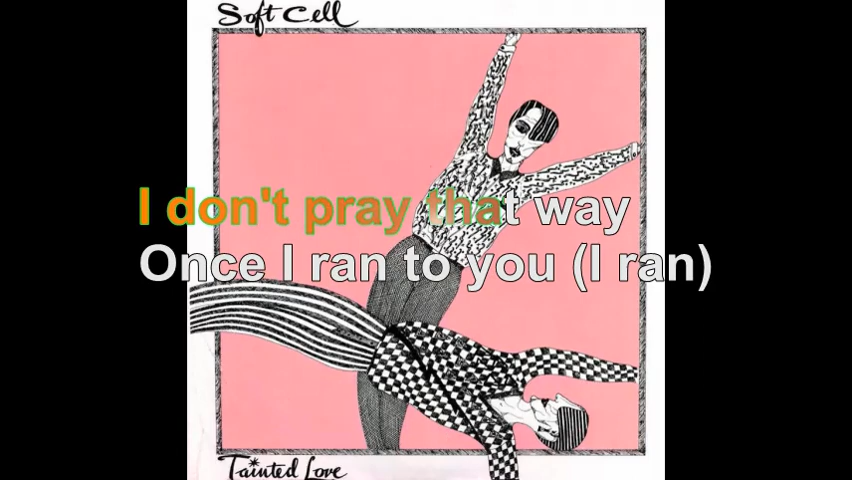 Soft Cell
I don't pray that way
Once I ran to you (I ran)
Tainted Love